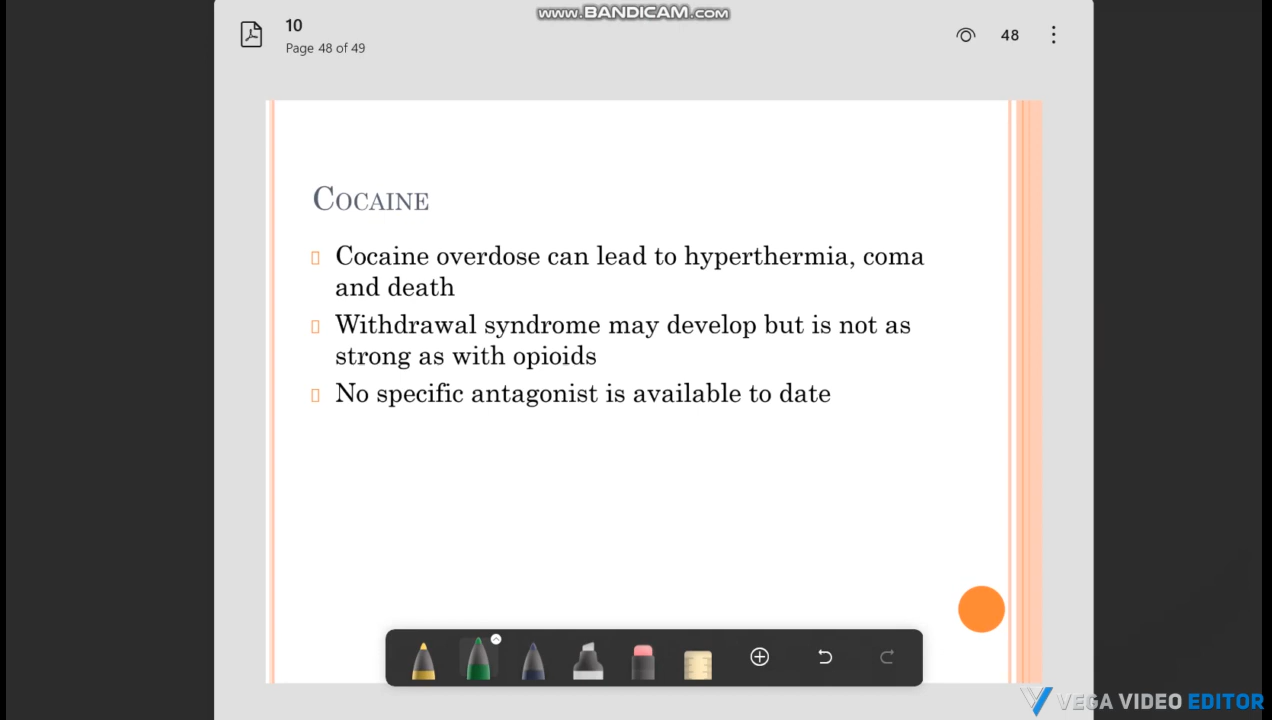 www.BANDICAM.com
10
Page 48 of 49
48
COCAINE
Cocaine overdose can lead to hyperthermia, coma
and death
Withdrawal syndrome may develop but is not as
strong as with opioids
No specific antagonist is available to date
VEGA VIDEO EDITOR